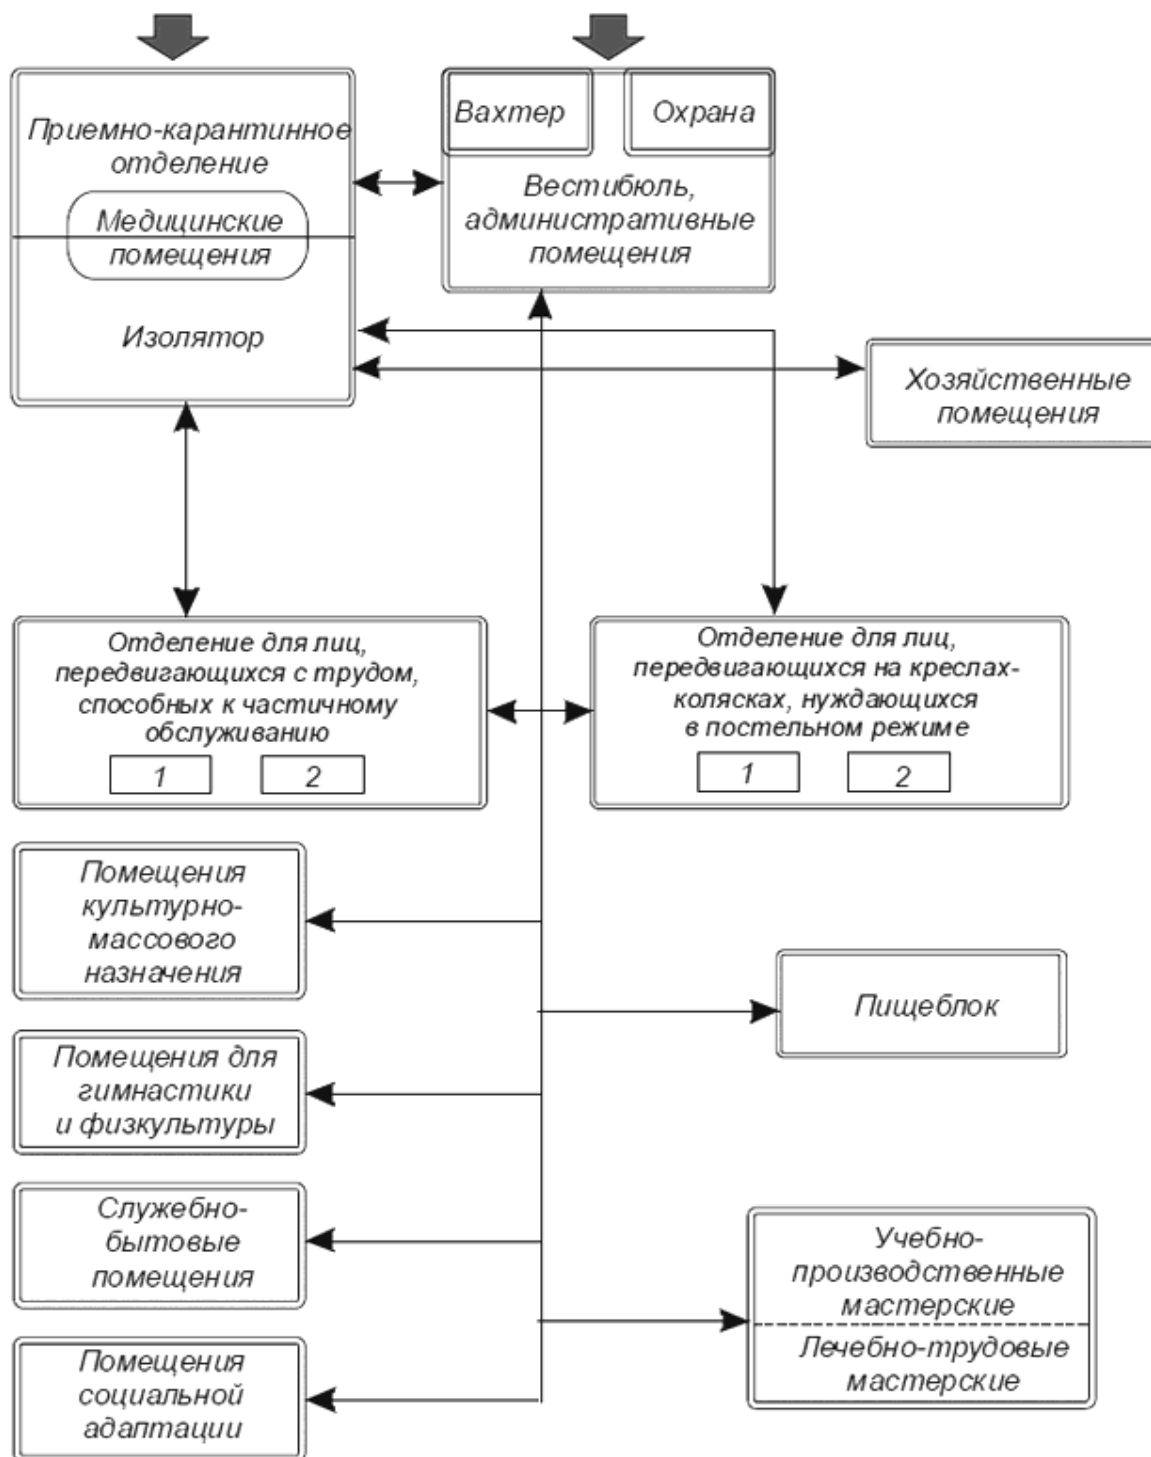 Приемно-карантинное
отделение
Медицинские
помещения
Изолятор
Вахтер
Охрана
Вестибюль,
административные
помещения
Хозяйственные
помещения
Отделение для лиц,
передвигающихся с трудом,
способных к частичному
обслуживанию
1
2
Отделение для лиц,
передвигающихся на креслах-
колясках, нуждающихся
в постельном режиме
1
2
Помещения
культурно-
массового
назначения
Пищеблок
Помещения для
гимнастики
и физкультуры
Служебно-
бытовые
помещения
Учебно-
производственные
мастерские
Лечебно-трудовые
мастерские
Помещения
социальной
адаптации